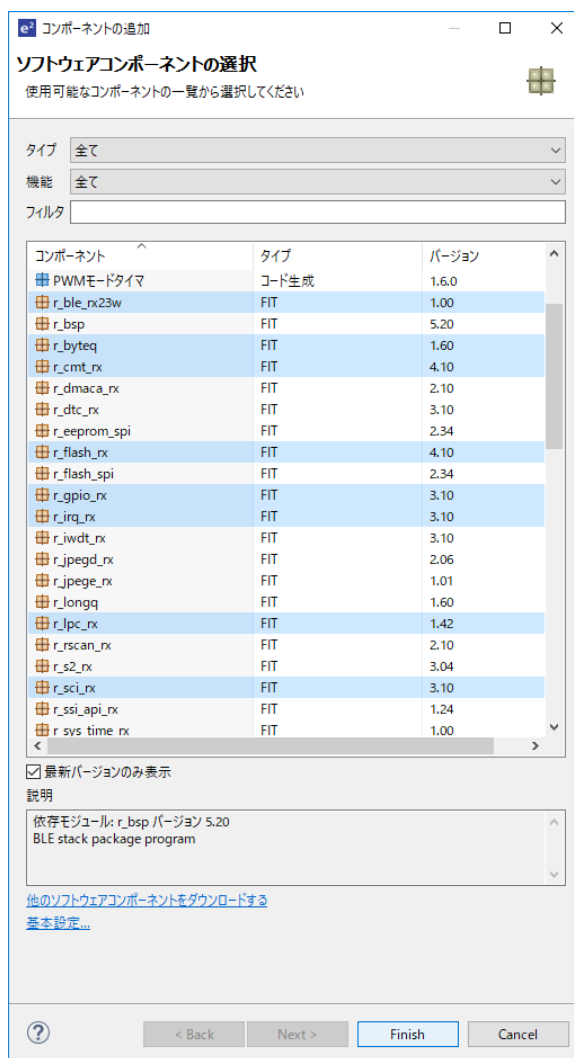 e² コンポーネントの追加
ソフトウェアコンポーネントの選択
使用可能なコンポーネントの一覧から選択してください
タイプ 全て
機能 全て
フィルタ
コンポーネント タイプ バージョン
PWMモードタイマ コード生成 1.6.0
r_ble_rx23w FIT 1.00
r_bsp FIT 5.20
r_byteq FIT 1.60
r_cmt_rx FIT 4.10
r_dmaca_rx FIT 2.10
r_dtc_rx FIT 3.10
r_eeprom_spi FIT 2.34
r_flash_rx FIT 4.10
r_flash_spi FIT 2.34
r_gpio_rx FIT 3.10
r_irq_rx FIT 3.10
r_iwdt_rx FIT 3.10
r_jpegd_rx FIT 2.06
r_jpege_rx FIT 1.01
r_longq FIT 1.60
r_lpc_rx FIT 1.42
r_rscan_rx FIT 2.10
r_s2_rx FIT 3.04
r_sci_rx FIT 3.10
r_ssi_api_rx FIT 1.24
r_sys_time_rx FIT 1.00
最新バージョンのみ表示
説明
依存モジュール: r_bsp バージョン 5.20
BLE stack package program
他のソフトウェアコンポーネントをダウンロードする
基本設定...
? < Back Next > Finish Cancel